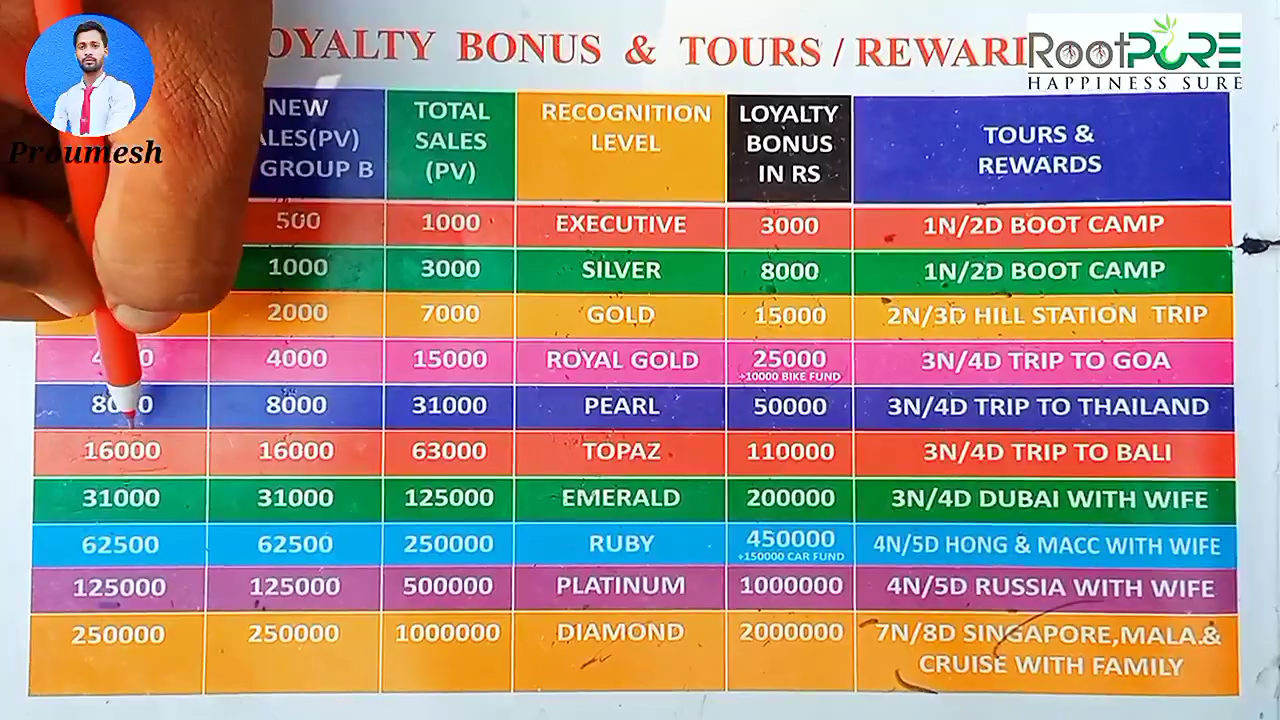 OYALTY BONUS & TOURS / REWARD
RootPURE
HAPPINESS SURE
Proumesh
NEW
ALES(PV)
GROUP B
TOTAL
SALES
(PV)
RECOGNITION
LEVEL
LOYALTY
BONUS
IN RS
TOURS &
REWARDS
500 1000 EXECUTIVE 3000 1N/2D BOOT CAMP
1000 3000 SILVER 8000 1N/2D BOOT CAMP
2000 7000 GOLD 15000 2N/3D HILL STATION TRIP
4000 15000 ROYAL GOLD 25000 3N/4D TRIP TO GOA
+10000 BIKE FUND
8000 31000 PEARL 50000 3N/4D TRIP TO THAILAND
16000 16000 63000 TOPAZ 110000 3N/4D TRIP TO BALI
31000 31000 125000 EMERALD 200000 3N/4D DUBAI WITH WIFE
62500 62500 250000 RUBY 450000 4N/5D HONG & MACC WITH WIFE
+150000 CAR FUND
125000 125000 500000 PLATINUM 1000000 4N/5D RUSSIA WITH WIFE
250000 250000 1000000 DIAMOND 2000000 7N/8D SINGAPORE,MALA.&
CRUISE WITH FAMILY